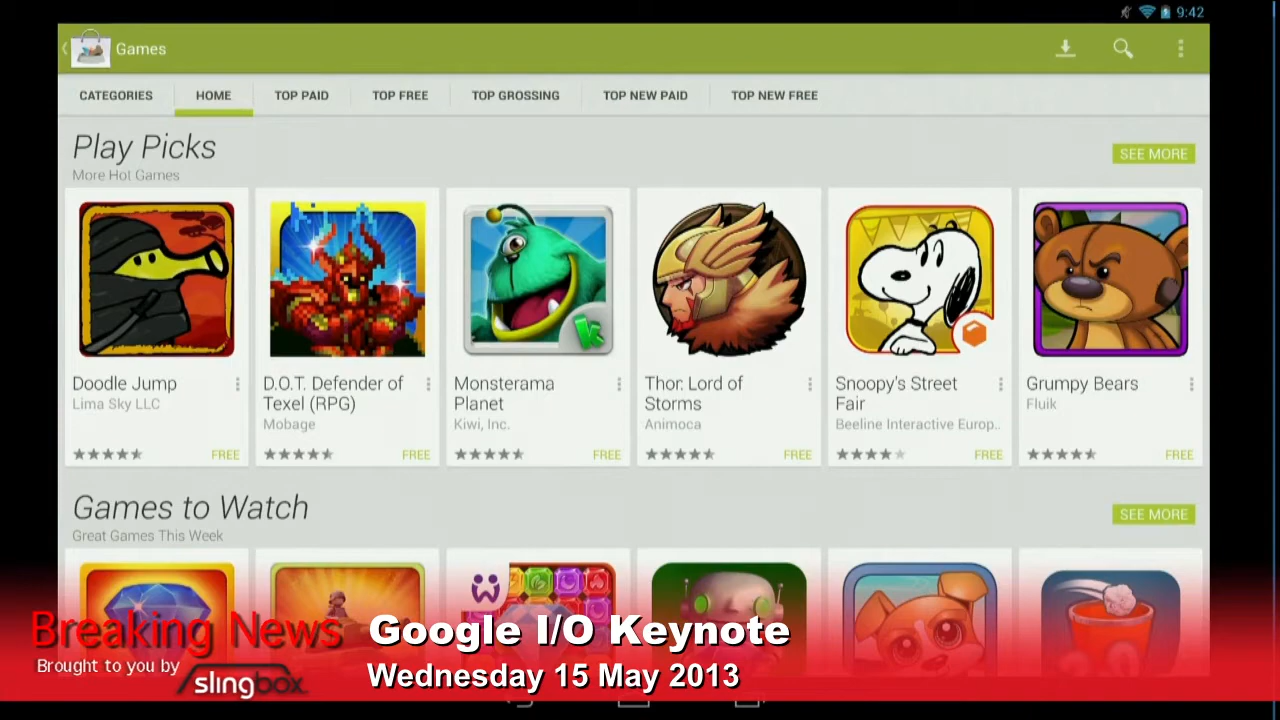 9:42
Games
CATEGORIES HOME TOP PAID TOP FREE TOP GROSSING TOP NEW PAID TOP NEW FREE
Play Picks
SEE MORE
More Hot Games
Doodle Jump
Lima Sky LLC
FREE
D.O.T. Defender of
Texel (RPG)
Mobage
FREE
Monsterama
Planet
Kiwi, Inc.
FREE
Thor: Lord of
Storms
Animoca
FREE
Snoopy's Street
Fair
Beeline Interactive Europ..
FREE
Grumpy Bears
Fluik
FREE
Games to Watch
SEE MORE
Great Games This Week
Breaking News
Brought to you by
slingbox
Google I/O Keynote
Wednesday 15 May 2013